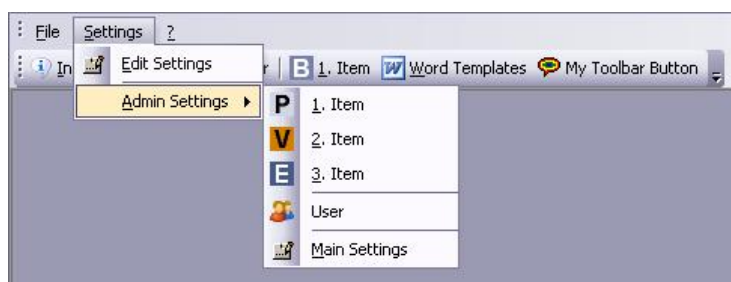 File Settings ?
In Edit Settings r B 1. Item W Word Templates My Toolbar Button
Admin Settings P 1. Item
V 2. Item
E 3. Item
User
Main Settings